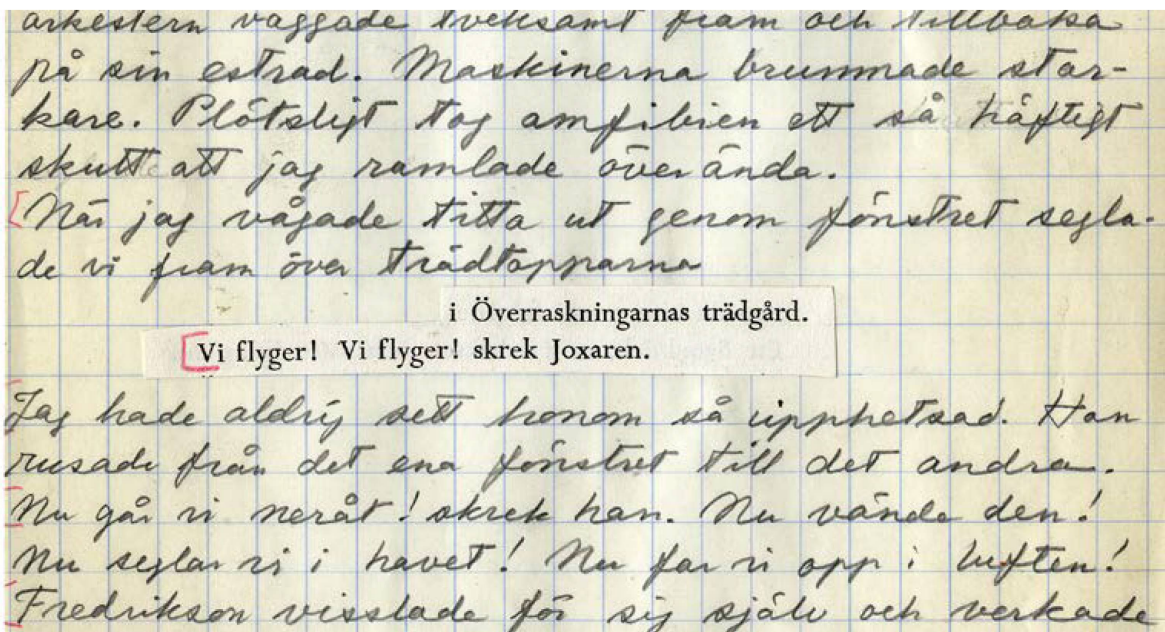 orkestern vaggade tveksamt fram och tillbaka
på sin estrad. Maskinerna brummade star-
kare. Plötsligt tog amfibien ett så häftigt
skutt att jag ramlade över ända.
När jag vågade titta ut genom fönstret segla-
de vi fram över trädtopparna
i Överraskningarnas trädgård.
Vi flyger! Vi flyger! skrek Joxaren.
Jag hade aldrig sett honom så upphetsad. Han
rusade från det ena fönstret till det andra.
Nu går vi neråt! skrek han. Nu vände den!
Nu seglar vi i havet! Nu far vi opp i luften!
Fredrikson visslade för sig själv och verkade